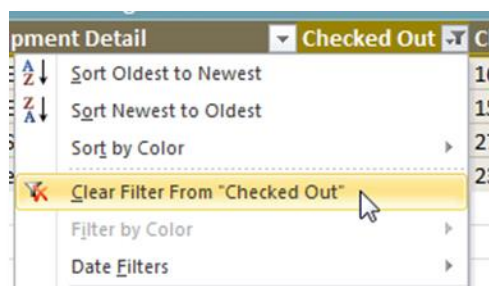 pment Detail Checked Out C
Sort Oldest to Newest
Sort Newest to Oldest
Sort by Color
Clear Filter From "Checked Out"
Filter by Color
Date Filters